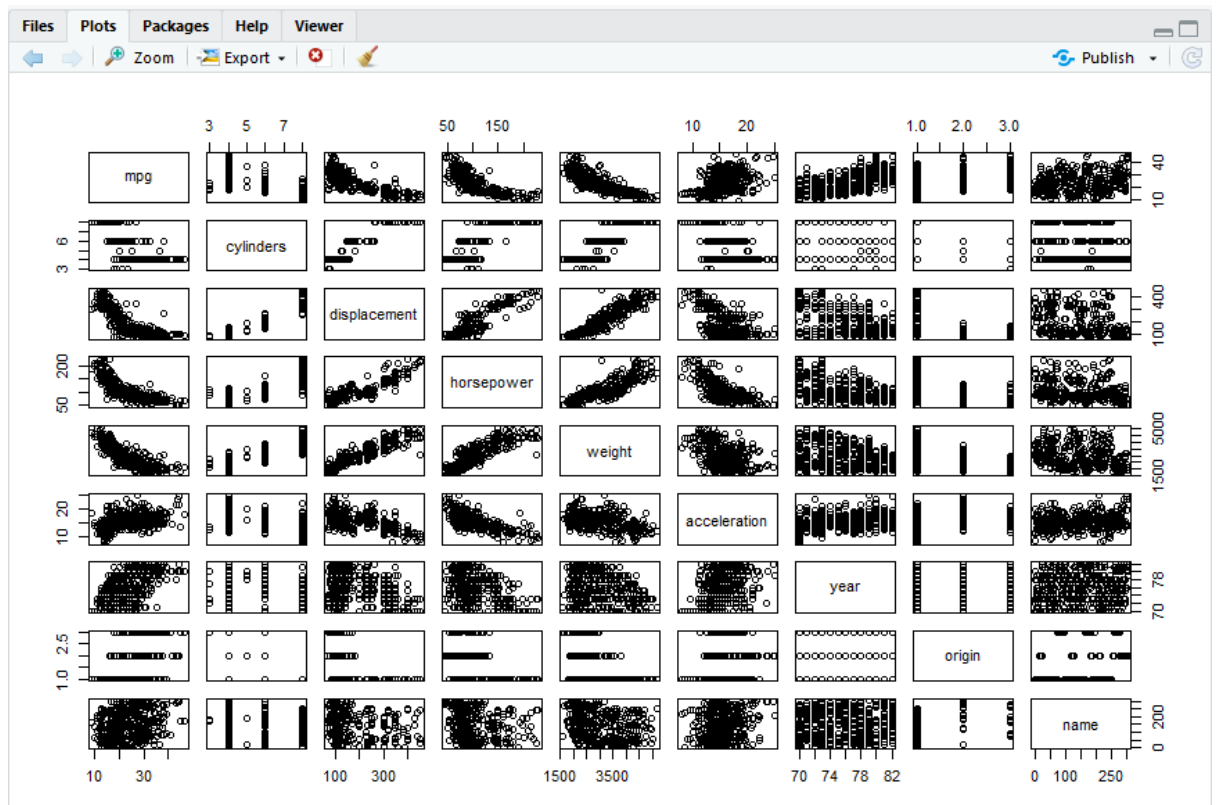 Files Plots Packages Help Viewer
Zoom Export Publish
3 5 7 50 150 10 20 1.0 2.0 3.0
mpg
10 40
3 6
cylinders
displacement
100 400
50 200
horsepower
weight
1500 5000
10 20
acceleration
year
70 78
1.0 2.5
origin
name
0 200
10 30 100 300 1500 3500 70 74 78 82 0 100 250